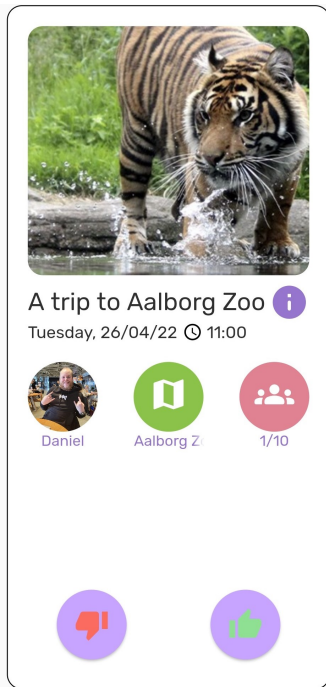 A trip to Aalborg Zoo
Tuesday, 26/04/22 11:00
Daniel
Aalborg Z
1/10